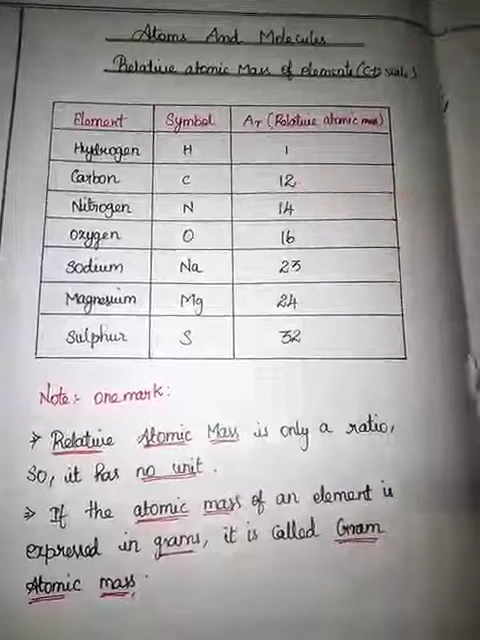 Atoms And Molecules
Relative atomic Mass of elements (C-12 scale)
Element Symbol Ar (Relative atomic mass)
Hydrogen H 1
Carbon C 12
Nitrogen N 14
Oxygen O 16
Sodium Na 23
Magnesium Mg 24
Sulphur S 32
Note:- one mark:
➢ Relative Atomic Mass is only a ratio,
So, it has no unit.
➢ If the atomic mass of an element is
expressed in grams, it is called Gram
Atomic mass.